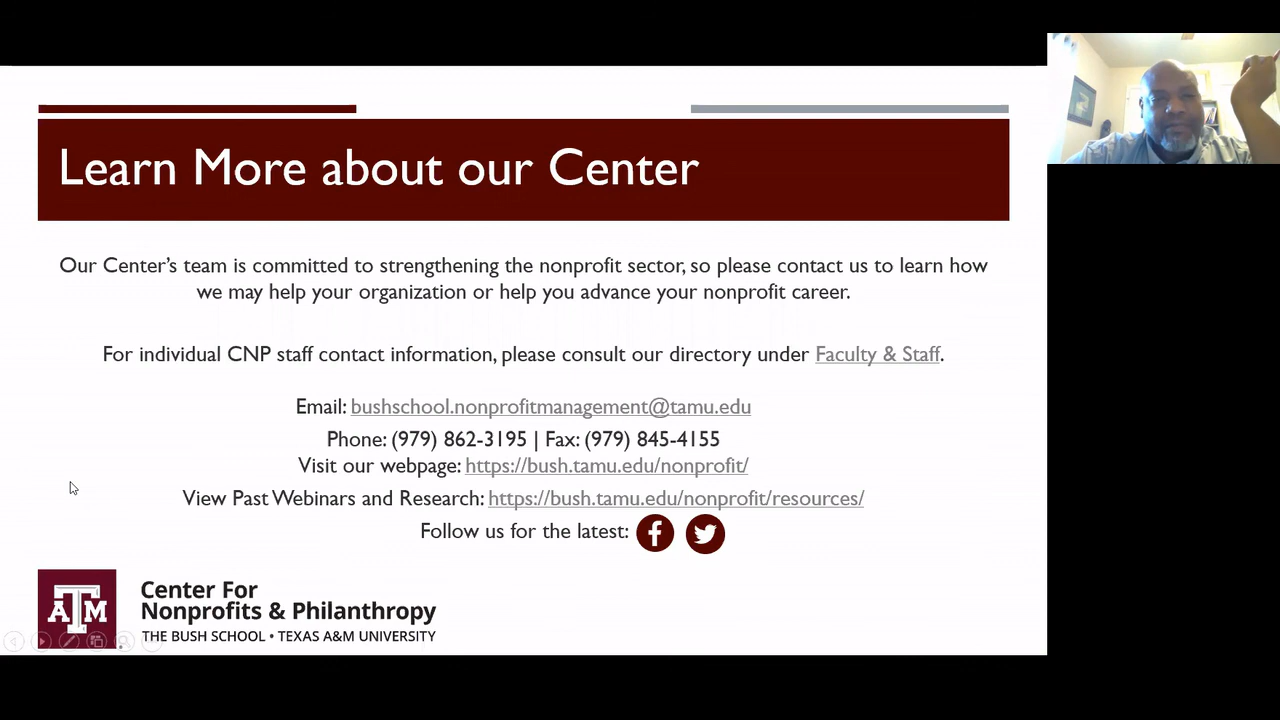 Learn More about our Center
Our Center's team is committed to strengthening the nonprofit sector, so please contact us to learn how
we may help your organization or help you advance your nonprofit career.
For individual CNP staff contact information, please consult our directory under Faculty & Staff.
Email: bushschool.nonprofitmanagement@tamu.edu
Phone: (979) 862-3195 | Fax: (979) 845-4155
Visit our webpage: https://bush.tamu.edu/nonprofit/
View Past Webinars and Research: https://bush.tamu.edu/nonprofit/resources/
Follow us for the latest:
ATM
Center For
Nonprofits & Philanthropy
THE BUSH SCHOOL • TEXAS A&M UNIVERSITY